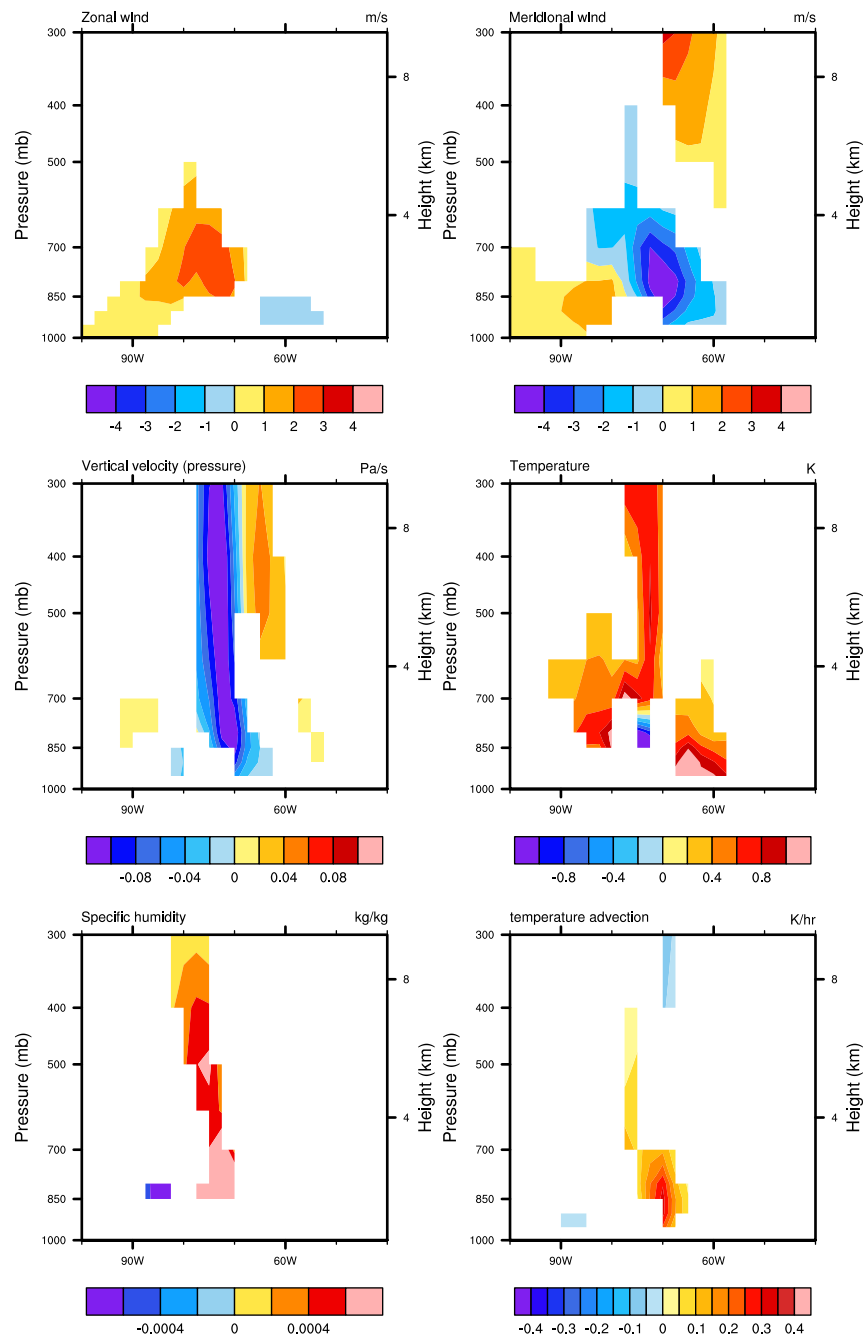 Zonal wind m/s
300
400
500
700
850
1000
Pressure (mb)
8
4
Height (km)
90W 60W
-4 -3 -2 -1 0 1 2 3 4
Meridional wind m/s
300
400
500
700
850
1000
Pressure (mb)
8
4
Height (km)
90W 60W
-4 -3 -2 -1 0 1 2 3 4
Vertical velocity (pressure) Pa/s
300
400
500
700
850
1000
Pressure (mb)
8
4
Height (km)
90W 60W
-0.08 -0.04 0 0.04 0.08
Temperature K
300
400
500
700
850
1000
Pressure (mb)
8
4
Height (km)
90W 60W
-0.8 -0.4 0 0.4 0.8
Specific humidity kg/kg
300
400
500
700
850
1000
Pressure (mb)
8
4
Height (km)
90W 60W
-0.0004 0 0.0004
temperature advection K/hr
300
400
500
700
850
1000
Pressure (mb)
8
4
Height (km)
90W 60W
-0.4 -0.3 -0.2 -0.1 0 0.1 0.2 0.3 0.4